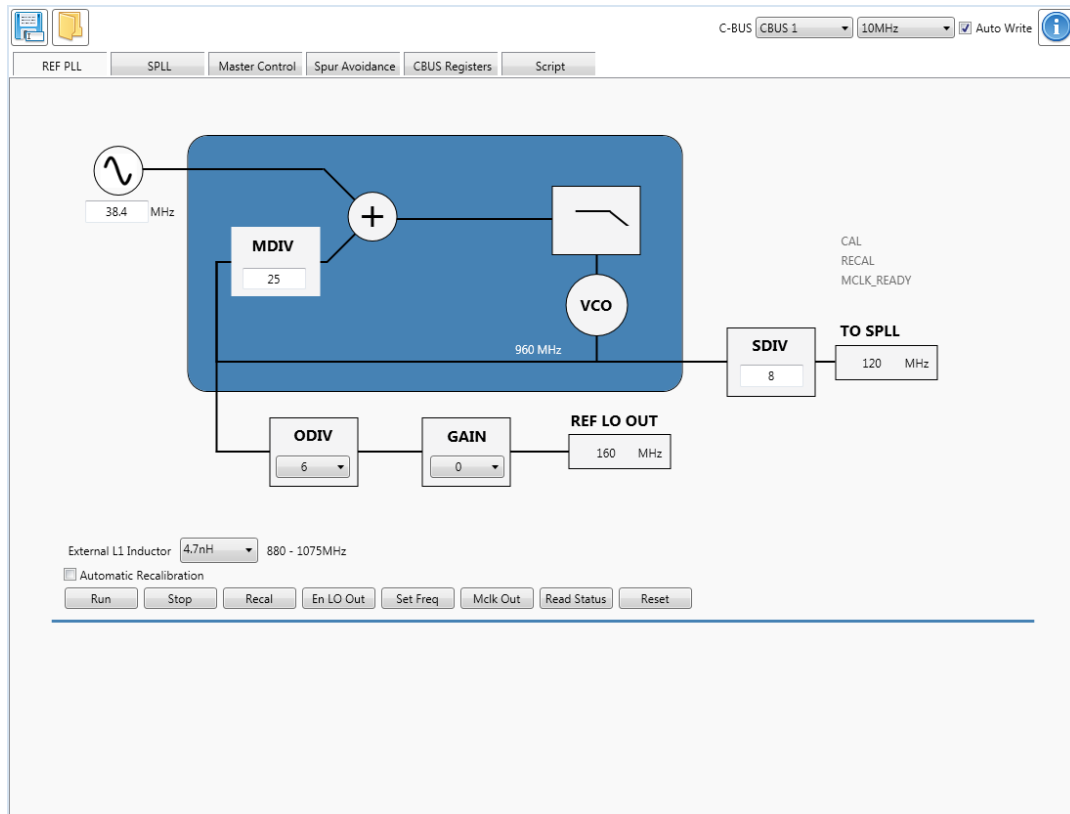 C-BUS CBUS 1 10MHz Auto Write
REF PLL SPLL Master Control Spur Avoidance CBUS Registers Script
38.4 MHz
+
MDIV
25
VCO
960 MHz
CAL
RECAL
MCLK_READY
SDIV
8
TO SPLL
120 MHz
ODIV
6
GAIN
0
REF LO OUT
160 MHz
External L1 Inductor 4.7nH 880 - 1075MHz
Automatic Recalibration
Run Stop Recal En LO Out Set Freq Mclk Out Read Status Reset